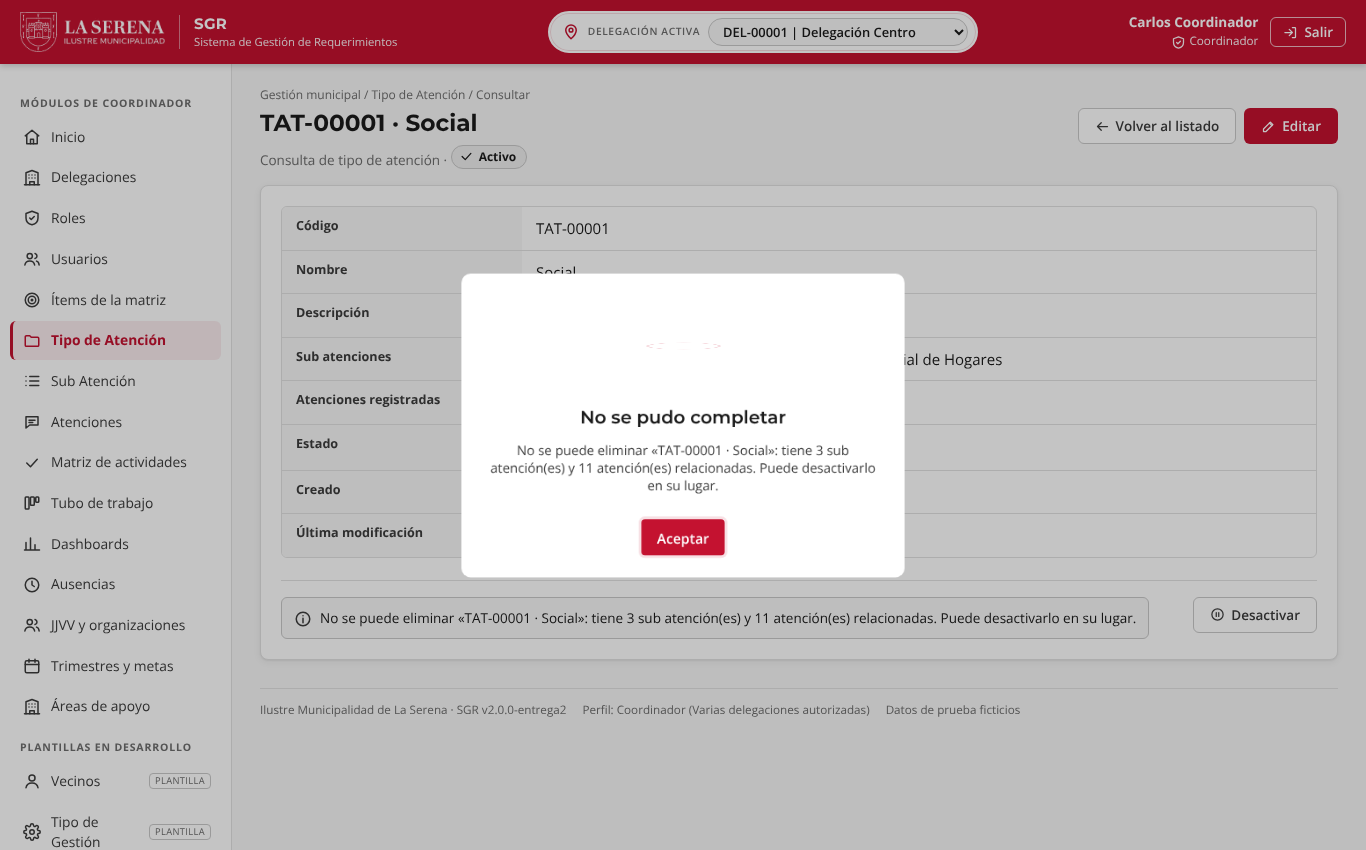 LA SERENA
ILUSTRE MUNICIPALIDAD
SGR
Sistema de Gestión de Requerimientos
DELEGACIÓN ACTIVA
DEL-00001 | Delegación Centro
Carlos Coordinador
Coordinador
Salir
MÓDULOS DE COORDINADOR
Inicio
Delegaciones
Roles
Usuarios
Ítems de la matriz
Tipo de Atención
Sub Atención
Atenciones
Matriz de actividades
Tubo de trabajo
Dashboards
Ausencias
JJVV y organizaciones
Trimestres y metas
Áreas de apoyo
PLANTILLAS EN DESARROLLO
Vecinos PLANTILLA
Tipo de
Gestión PLANTILLA
Gestión municipal / Tipo de Atención / Consultar
TAT-00001 · Social
Consulta de tipo de atención · Activo
Volver al listado
Editar
Código TAT-00001
Nombre Social
Descripción
Sub atenciones ial de Hogares
Atenciones registradas
Estado
Creado
Última modificación
No se pudo completar
No se puede eliminar «TAT-00001 · Social»: tiene 3 sub
atención(es) y 11 atención(es) relacionadas. Puede desactivarlo
en su lugar.
Aceptar
No se puede eliminar «TAT-00001 · Social»: tiene 3 sub atención(es) y 11 atención(es) relacionadas. Puede desactivarlo en su lugar.
Desactivar
Ilustre Municipalidad de La Serena · SGR v2.0.0-entrega2 Perfil: Coordinador (Varias delegaciones autorizadas) Datos de prueba ficticios